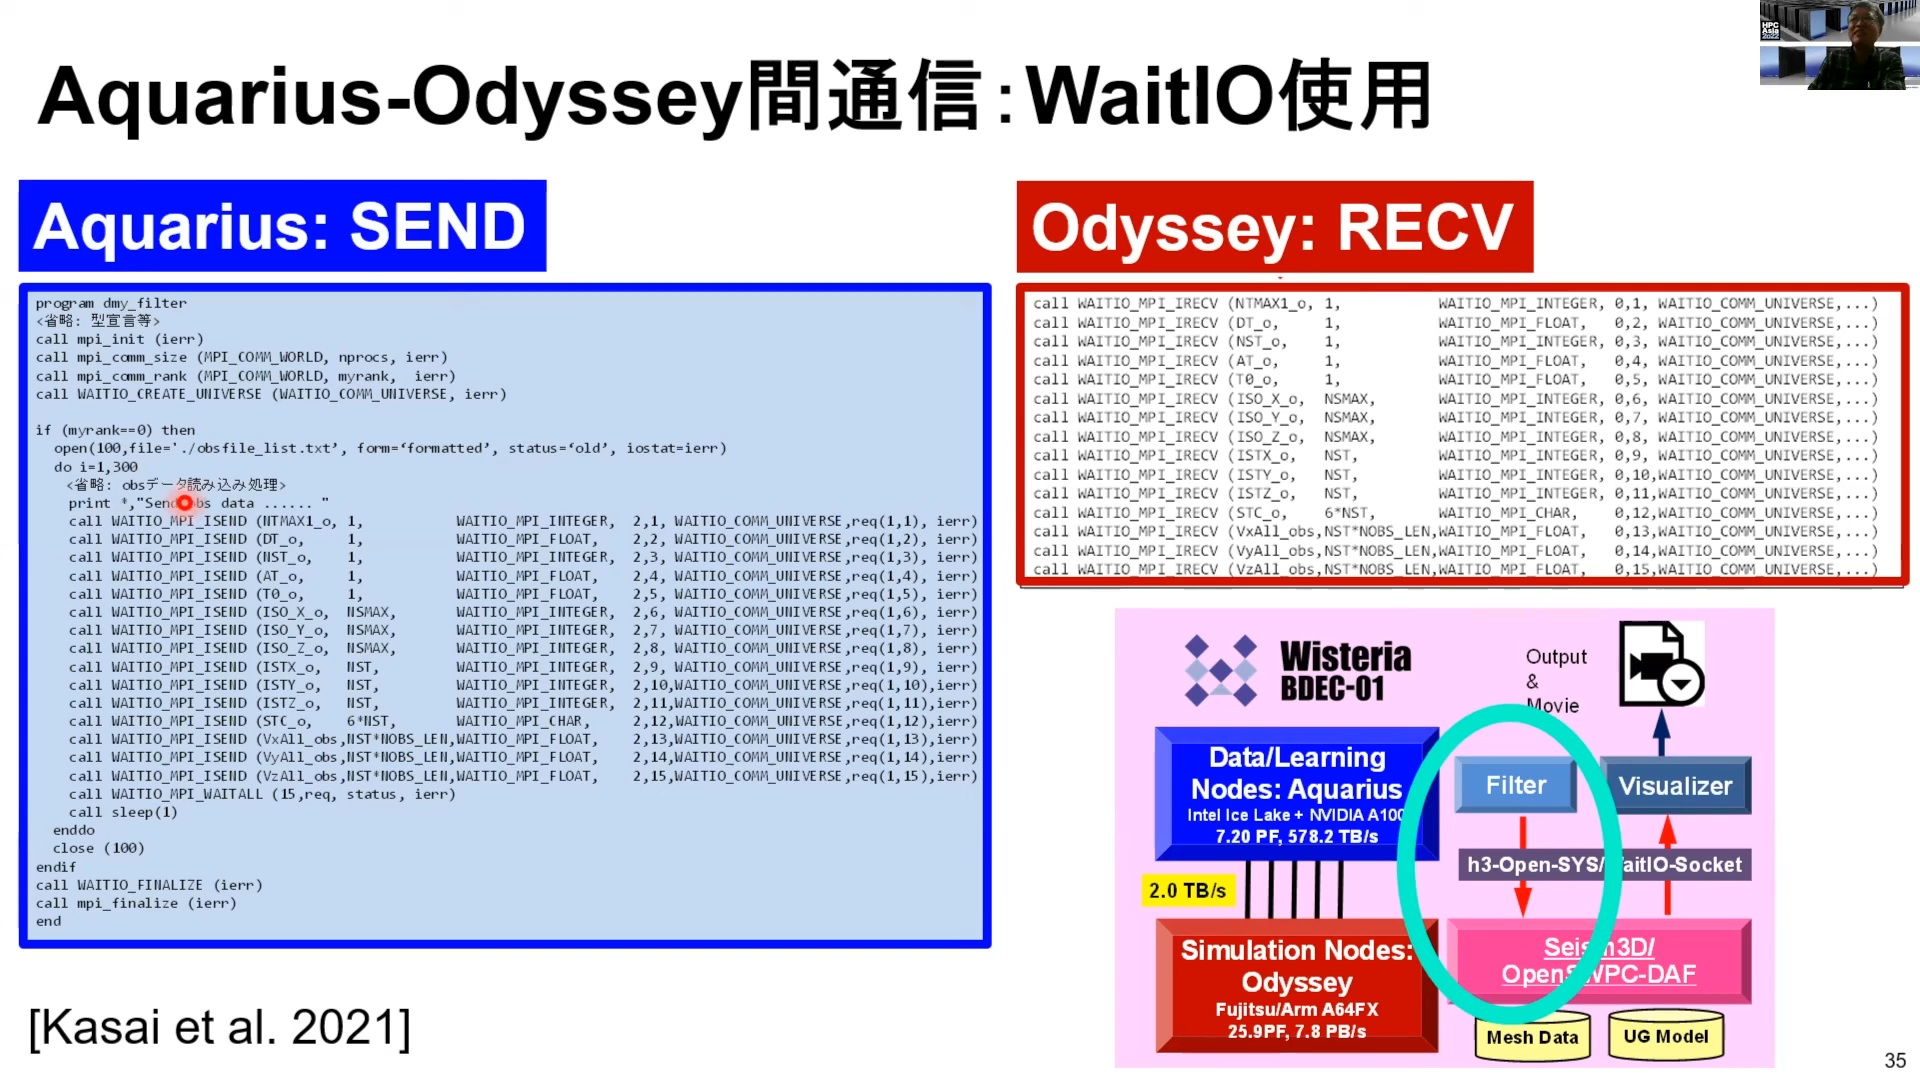 HPC
Asia
2022
Aquarius-Odyssey間通信：WaitIO使用
Aquarius: SEND
program dmy_filter
<省略: 型宣言等>
call mpi_init (ierr)
call mpi_comm_size (MPI_COMM_WORLD, nprocs, ierr)
call mpi_comm_rank (MPI_COMM_WORLD, myrank,  ierr)
call WAITIO_CREATE_UNIVERSE (WAITIO_COMM_UNIVERSE, ierr)
if (myrank==0) then
open(100,file='./obsfile_list.txt’, form=‘formatted’, status=‘old’, iostat=ierr)
do i=1,300
<省略: obsデータ読み込み処理>
print *,"Send obs data ...... "
call WAITIO_MPI_ISEND (NTMAX1_o, 1, WAITIO_MPI_INTEGER, 2,1, WAITIO_COMM_UNIVERSE,req(1,1), ierr)
call WAITIO_MPI_ISEND (DT_o, 1, WAITIO_MPI_FLOAT, 2,2, WAITIO_COMM_UNIVERSE,req(1,2), ierr)
call WAITIO_MPI_ISEND (NST_o, 1, WAITIO_MPI_INTEGER, 2,3, WAITIO_COMM_UNIVERSE,req(1,3), ierr)
call WAITIO_MPI_ISEND (AT_o, 1, WAITIO_MPI_FLOAT, 2,4, WAITIO_COMM_UNIVERSE,req(1,4), ierr)
call WAITIO_MPI_ISEND (T0_o, 1, WAITIO_MPI_FLOAT, 2,5, WAITIO_COMM_UNIVERSE,req(1,5), ierr)
call WAITIO_MPI_ISEND (ISO_X_o, NSMAX, WAITIO_MPI_INTEGER, 2,6, WAITIO_COMM_UNIVERSE,req(1,6), ierr)
call WAITIO_MPI_ISEND (ISO_Y_o, NSMAX, WAITIO_MPI_INTEGER, 2,7, WAITIO_COMM_UNIVERSE,req(1,7), ierr)
call WAITIO_MPI_ISEND (ISO_Z_o, NSMAX, WAITIO_MPI_INTEGER, 2,8, WAITIO_COMM_UNIVERSE,req(1,8), ierr)
call WAITIO_MPI_ISEND (ISTX_o, NST, WAITIO_MPI_INTEGER, 2,9, WAITIO_COMM_UNIVERSE,req(1,9), ierr)
call WAITIO_MPI_ISEND (ISTY_o, NST, WAITIO_MPI_INTEGER, 2,10,WAITIO_COMM_UNIVERSE,req(1,10),ierr)
call WAITIO_MPI_ISEND (ISTZ_o, NST, WAITIO_MPI_INTEGER, 2,11,WAITIO_COMM_UNIVERSE,req(1,11),ierr)
call WAITIO_MPI_ISEND (STC_o, 6*NST, WAITIO_MPI_CHAR, 2,12,WAITIO_COMM_UNIVERSE,req(1,12),ierr)
call WAITIO_MPI_ISEND (VxAll_obs,NST*NOBS_LEN,WAITIO_MPI_FLOAT, 2,13,WAITIO_COMM_UNIVERSE,req(1,13),ierr)
call WAITIO_MPI_ISEND (VyAll_obs,NST*NOBS_LEN,WAITIO_MPI_FLOAT, 2,14,WAITIO_COMM_UNIVERSE,req(1,14),ierr)
call WAITIO_MPI_ISEND (VzAll_obs,NST*NOBS_LEN,WAITIO_MPI_FLOAT, 2,15,WAITIO_COMM_UNIVERSE,req(1,15),ierr)
call WAITIO_MPI_WAITALL (15,req, status, ierr)
call sleep(1)
enddo
close (100)
endif
call WAITIO_FINALIZE (ierr)
call mpi_finalize (ierr)
end
Odyssey: RECV
call WAITIO_MPI_IRECV (NTMAX1_o, 1, WAITIO_MPI_INTEGER, 0,1, WAITIO_COMM_UNIVERSE,...)
call WAITIO_MPI_IRECV (DT_o, 1, WAITIO_MPI_FLOAT, 0,2, WAITIO_COMM_UNIVERSE,...)
call WAITIO_MPI_IRECV (NST_o, 1, WAITIO_MPI_INTEGER, 0,3, WAITIO_COMM_UNIVERSE,...)
call WAITIO_MPI_IRECV (AT_o, 1, WAITIO_MPI_FLOAT, 0,4, WAITIO_COMM_UNIVERSE,...)
call WAITIO_MPI_IRECV (T0_o, 1, WAITIO_MPI_FLOAT, 0,5, WAITIO_COMM_UNIVERSE,...)
call WAITIO_MPI_IRECV (ISO_X_o, NSMAX, WAITIO_MPI_INTEGER, 0,6, WAITIO_COMM_UNIVERSE,...)
call WAITIO_MPI_IRECV (ISO_Y_o, NSMAX, WAITIO_MPI_INTEGER, 0,7, WAITIO_COMM_UNIVERSE,...)
call WAITIO_MPI_IRECV (ISO_Z_o, NSMAX, WAITIO_MPI_INTEGER, 0,8, WAITIO_COMM_UNIVERSE,...)
call WAITIO_MPI_IRECV (ISTX_o, NST, WAITIO_MPI_INTEGER, 0,9, WAITIO_COMM_UNIVERSE,...)
call WAITIO_MPI_IRECV (ISTY_o, NST, WAITIO_MPI_INTEGER, 0,10,WAITIO_COMM_UNIVERSE,...)
call WAITIO_MPI_IRECV (ISTZ_o, NST, WAITIO_MPI_INTEGER, 0,11,WAITIO_COMM_UNIVERSE,...)
call WAITIO_MPI_IRECV (STC_o, 6*NST, WAITIO_MPI_CHAR, 0,12,WAITIO_COMM_UNIVERSE,...)
call WAITIO_MPI_IRECV (VxAll_obs,NST*NOBS_LEN,WAITIO_MPI_FLOAT, 0,13,WAITIO_COMM_UNIVERSE,...)
call WAITIO_MPI_IRECV (VyAll_obs,NST*NOBS_LEN,WAITIO_MPI_FLOAT, 0,14,WAITIO_COMM_UNIVERSE,...)
call WAITIO_MPI_IRECV (VzAll_obs,NST*NOBS_LEN,WAITIO_MPI_FLOAT, 0,15,WAITIO_COMM_UNIVERSE,...)
Wisteria
BDEC-01
Output
&
Movie
Data/Learning
Nodes: Aquarius
Intel Ice Lake + NVIDIA A100
7.20 PF, 578.2 TB/s
Filter
Visualizer
h3-Open-SYS/WaitIO-Socket
2.0 TB/s
Simulation Nodes:
Odyssey
Fujitsu/Arm A64FX
25.9PF, 7.8 PB/s
Seism3D/
OpenSWPC-DAF
Mesh Data
UG Model
[Kasai et al. 2021]
35